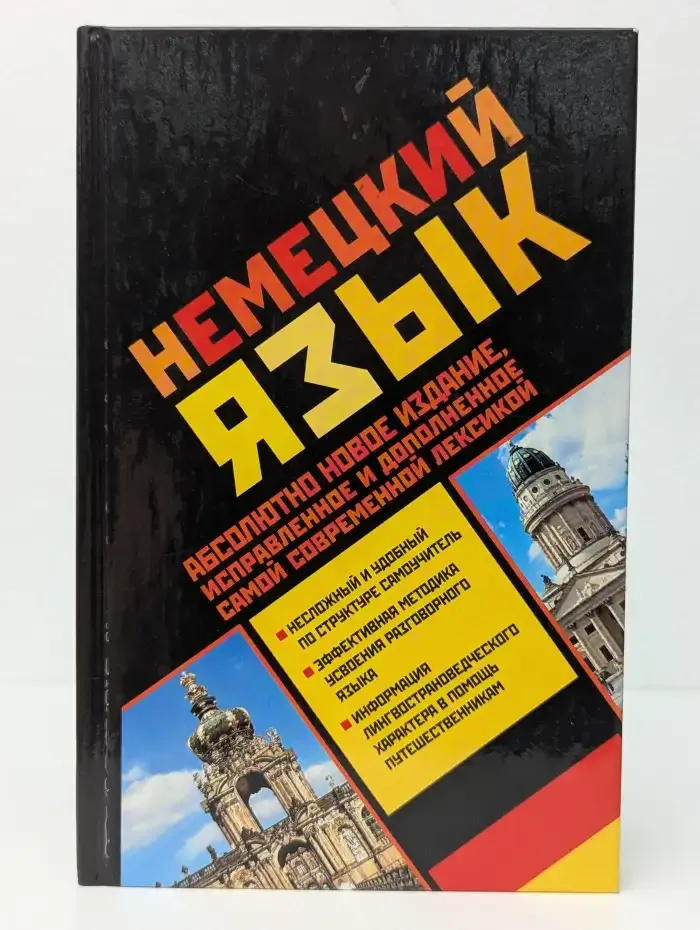 НЕМЕЦКИЙ
ЯЗЫК
АБСОЛЮТНО НОВОЕ ИЗДАНИЕ,
ИСПРАВЛЕННОЕ И ДОПОЛНЕННОЕ
САМОЙ СОВРЕМЕННОЙ ЛЕКСИКОЙ
НЕСЛОЖНЫЙ И УДОБНЫЙ
ПО СТРУКТУРЕ САМОУЧИТЕЛЬ
ЭФФЕКТИВНАЯ МЕТОДИКА
УСВОЕНИЯ РАЗГОВОРНОГО
ЯЗЫКА
ИНФОРМАЦИЯ
ЛИНГВОСТРАНОВЕДЧЕСКОГО
ХАРАКТЕРА В ПОМОЩЬ
ПУТЕШЕСТВЕННИКАМ